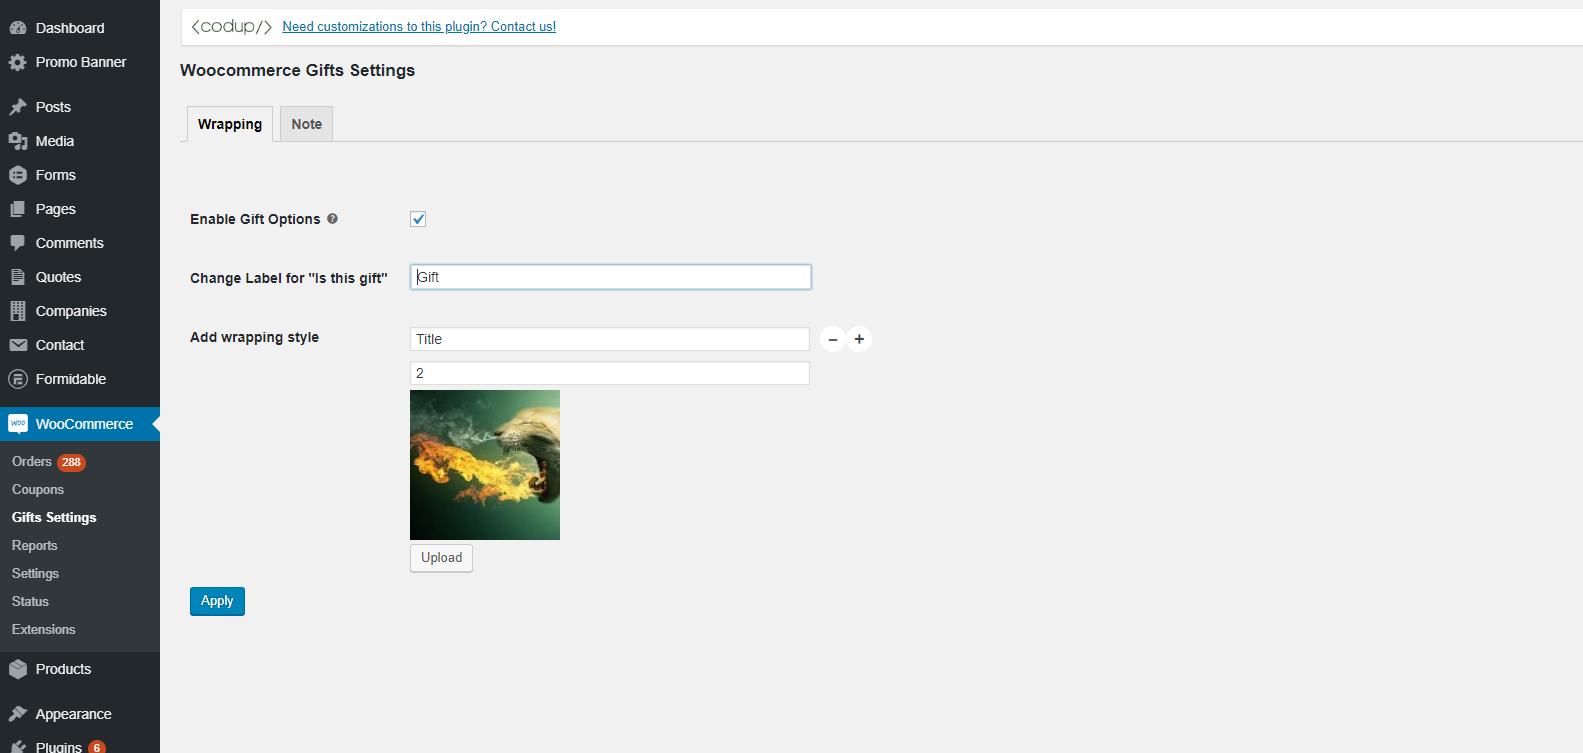 Dashboard
Promo Banner
Posts
Media
Forms
Pages
Comments
Quotes
Companies
Contact
Formidable
woo WooCommerce
Orders 288
Coupons
Gifts Settings
Reports
Settings
Status
Extensions
Products
Appearance
Plugins 6
<codup/> Need customizations to this plugin? Contact us!
Woocommerce Gifts Settings
Wrapping Note
Enable Gift Options ?
Change Label for "Is this gift" Gift
Add wrapping style Title − +
2
Upload
Apply